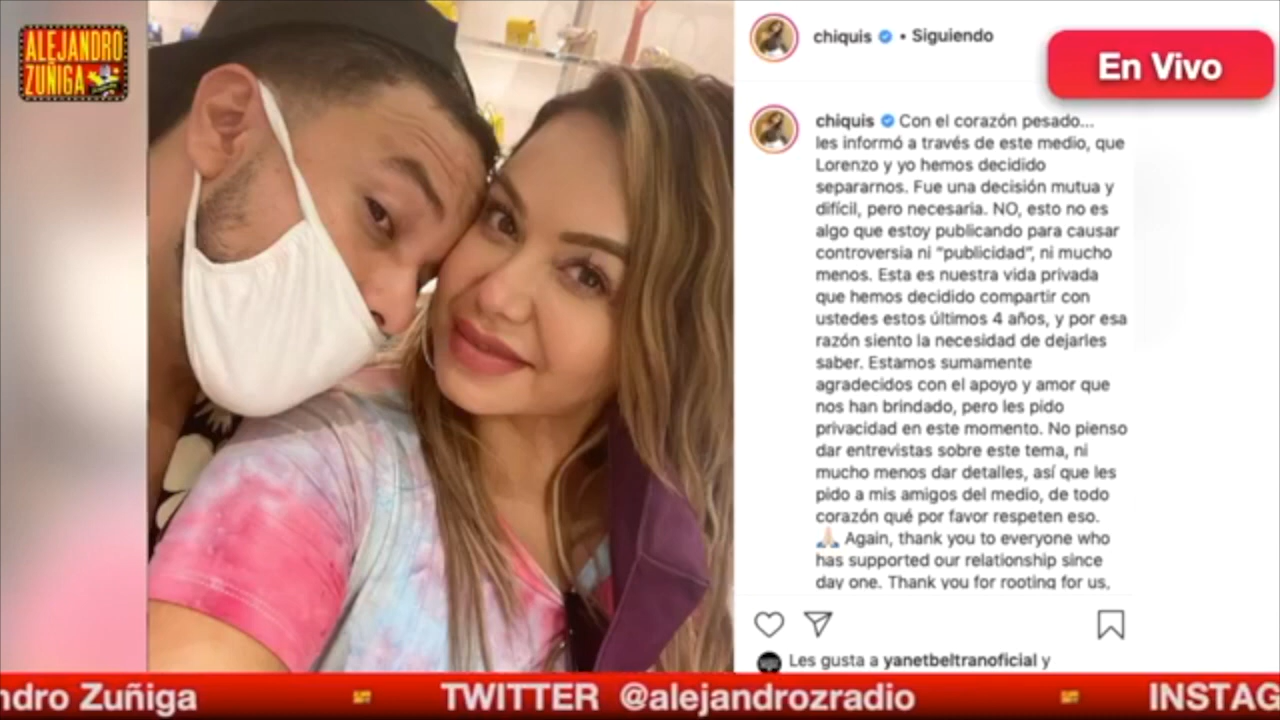 ALEJANDRO
ZUÑIGA
chiquis • Siguiendo
En Vivo
chiquis Con el corazón pesado...
les informó a través de este medio, que
Lorenzo y yo hemos decidido
separarnos. Fue una decisión mutua y
difícil, pero necesaria. NO, esto no es
algo que estoy publicando para causar
controversia ni "publicidad", ni mucho
menos. Esta es nuestra vida privada
que hemos decidido compartir con
ustedes estos últimos 4 años, y por esa
razón siento la necesidad de dejarles
saber. Estamos sumamente
agradecidos con el apoyo y amor que
nos han brindado, pero les pido
privacidad en este momento. No pienso
dar entrevistas sobre este tema, ni
mucho menos dar detalles, así que les
pido a mis amigos del medio, de todo
corazón qué por favor respeten eso.
🙏🏻 Again, thank you to everyone who
has supported our relationship since
day one. Thank you for rooting for us,
Les gusta a yanetbeltranoficial y
ndro Zuñiga TWITTER @alejandrozradio INSTAG